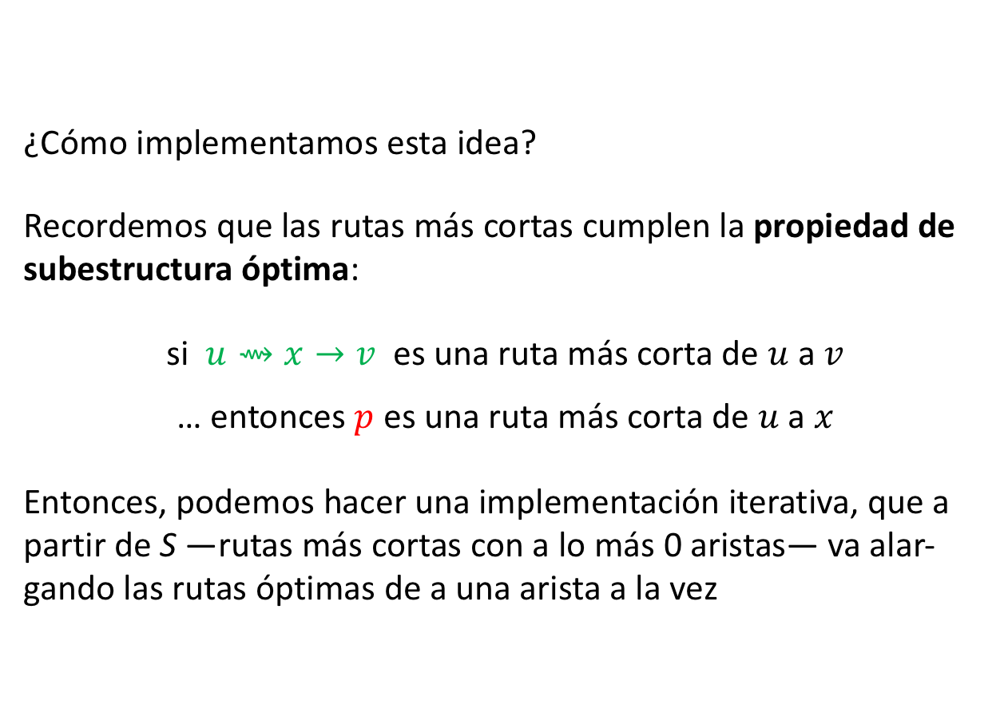 ¿Cómo implementamos esta idea?
Recordemos que las rutas más cortas cumplen la propiedad de
subestructura óptima:
si u ⇝ x → v es una ruta más corta de u a v
… entonces p es una ruta más corta de u a x
Entonces, podemos hacer una implementación iterativa, que a
partir de S —rutas más cortas con a lo más 0 aristas— va alar-
gando las rutas óptimas de a una arista a la vez